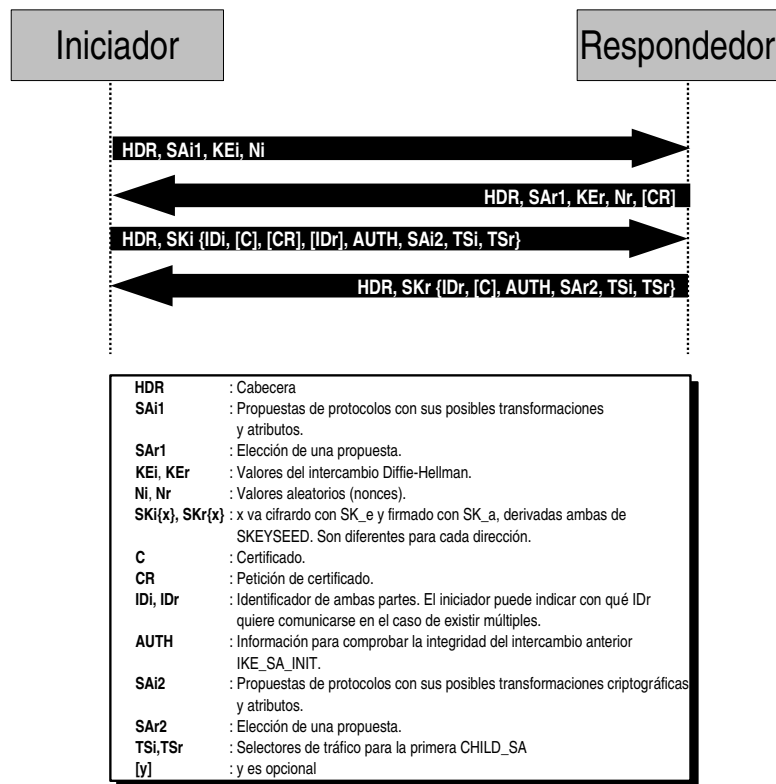 Iniciador
Respondedor
HDR, SAi1, KEi, Ni
HDR, SAr1, KEr, Nr, [CR]
HDR, SKi {IDi, [C], [CR], [IDr], AUTH, SAi2, TSi, TSr}
HDR, SKr {IDr, [C], AUTH, SAr2, TSi, TSr}
HDR : Cabecera
SAi1 : Propuestas de protocolos con sus posibles transformaciones
y atributos.
SAr1 : Elección de una propuesta.
KEi, KEr : Valores del intercambio Diffie-Hellman.
Ni, Nr : Valores aleatorios (nonces).
SKi{x}, SKr{x} : x va cifrardo con SK_e y firmado con SK_a, derivadas ambas de
SKEYSEED. Son diferentes para cada dirección.
C : Certificado.
CR : Petición de certificado.
IDi, IDr : Identificador de ambas partes. El iniciador puede indicar con qué IDr
quiere comunicarse en el caso de existir múltiples.
AUTH : Información para comprobar la integridad del intercambio anterior
IKE_SA_INIT.
SAi2 : Propuestas de protocolos con sus posibles transformaciones criptográficas
y atributos.
SAr2 : Elección de una propuesta.
TSi,TSr : Selectores de tráfico para la primera CHILD_SA
[y] : y es opcional